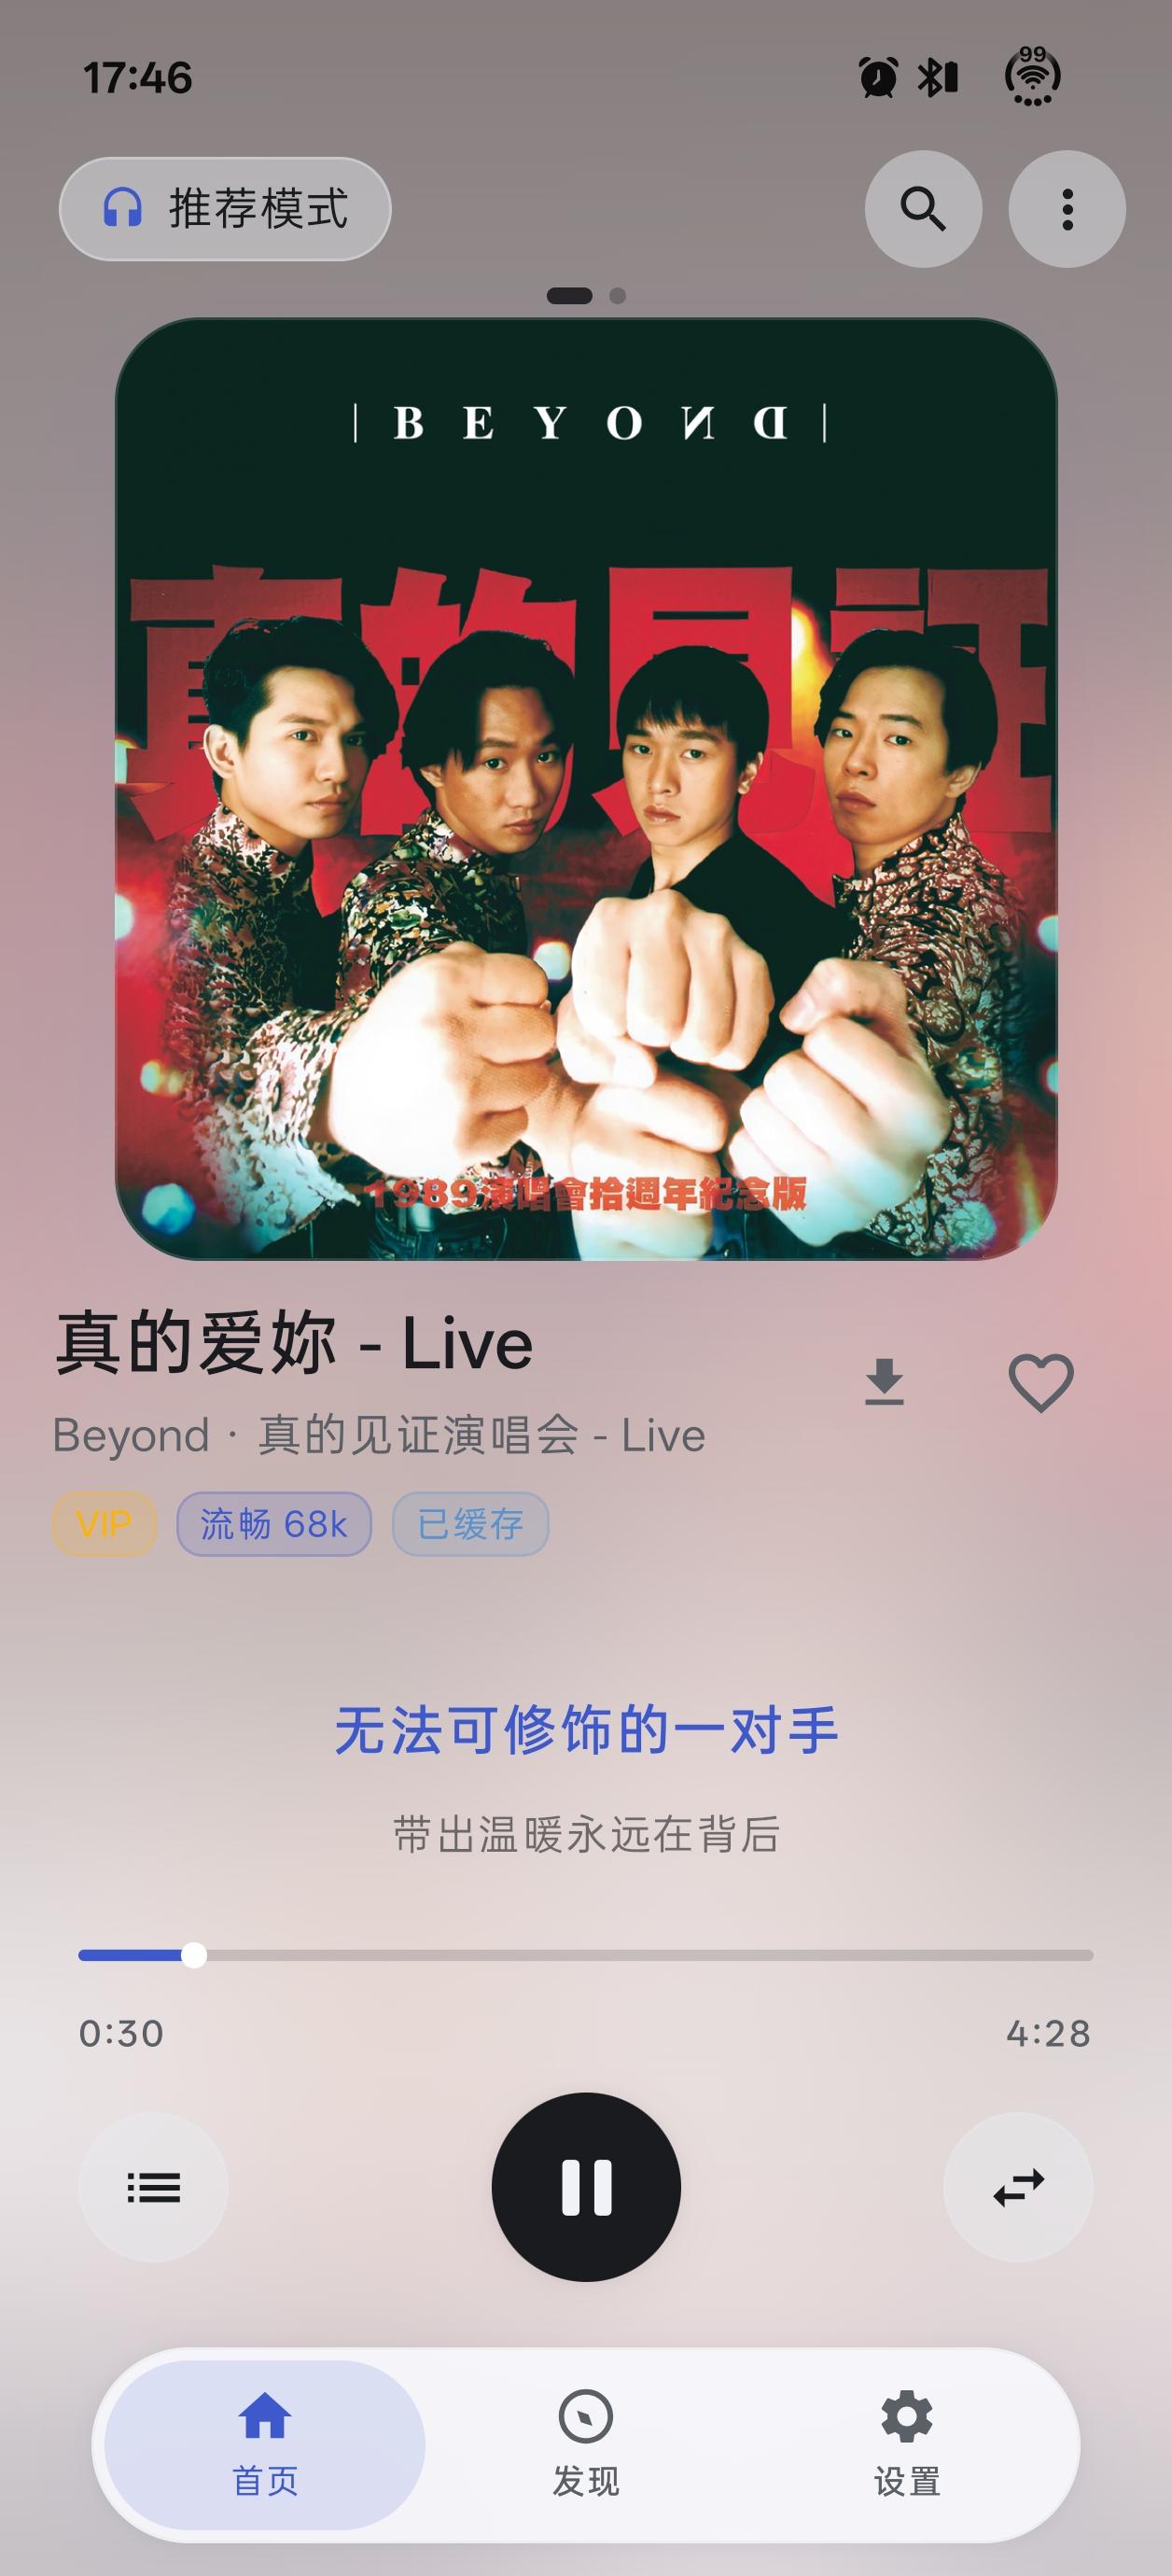 17:46
99
推荐模式
| B E Y O N D |
真的見証
1989演唱會拾週年紀念版
真的爱妳 - Live
Beyond · 真的见证演唱会 - Live
VIP 流畅 68k 已缓存
无法可修饰的一对手
带出温暖永远在背后
0:30 4:28
首页 发现 设置